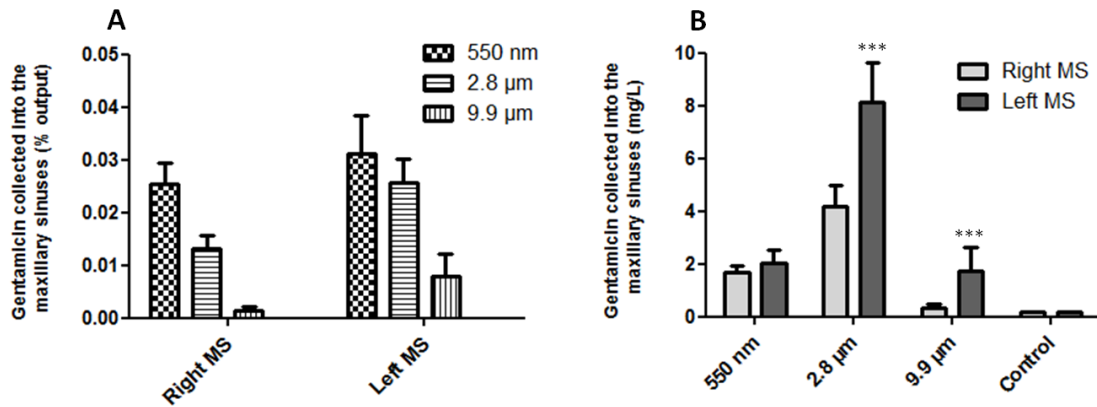 A
Gentamicin collected into the
maxillary sinuses (% output)
0.05
0.04
0.03
0.02
0.01
0.00
550 nm
2.8 µm
9.9 µm
Right MS
Left MS
B
Gentamicin collected into the
maxillary sinuses (mg/L)
10
8
6
4
2
0
***
***
Right MS
Left MS
550 nm
2.8 µm
9.9 µm
Control